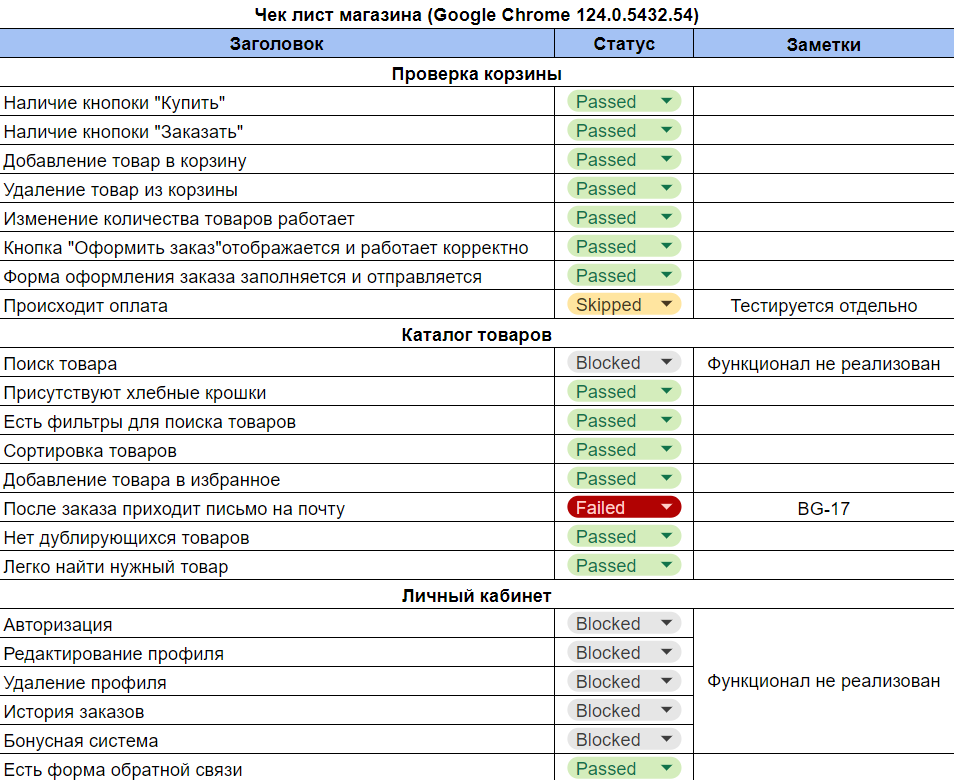 Чек лист магазина (Google Chrome 124.0.5432.54)
Заголовок Статус Заметки
Проверка корзины
Наличие кнопоки "Купить" Passed
Наличие кнопоки "Заказать" Passed
Добавление товар в корзину Passed
Удаление товар из корзины Passed
Изменение количества товаров работает Passed
Кнопка "Оформить заказ"отображается и работает корректно Passed
Форма оформления заказа заполняется и отправляется Passed
Происходит оплата Skipped Тестируется отдельно
Каталог товаров
Поиск товара Blocked Функционал не реализован
Присутствуют хлебные крошки Passed
Есть фильтры для поиска товаров Passed
Сортировка товаров Passed
Добавление товара в избранное Passed
После заказа приходит письмо на почту Failed BG-17
Нет дублирующихся товаров Passed
Легко найти нужный товар Passed
Личный кабинет
Авторизация Blocked
Редактирование профиля Blocked
Удаление профиля Blocked Функционал не реализован
История заказов Blocked
Бонусная система Blocked
Есть форма обратной связи Passed